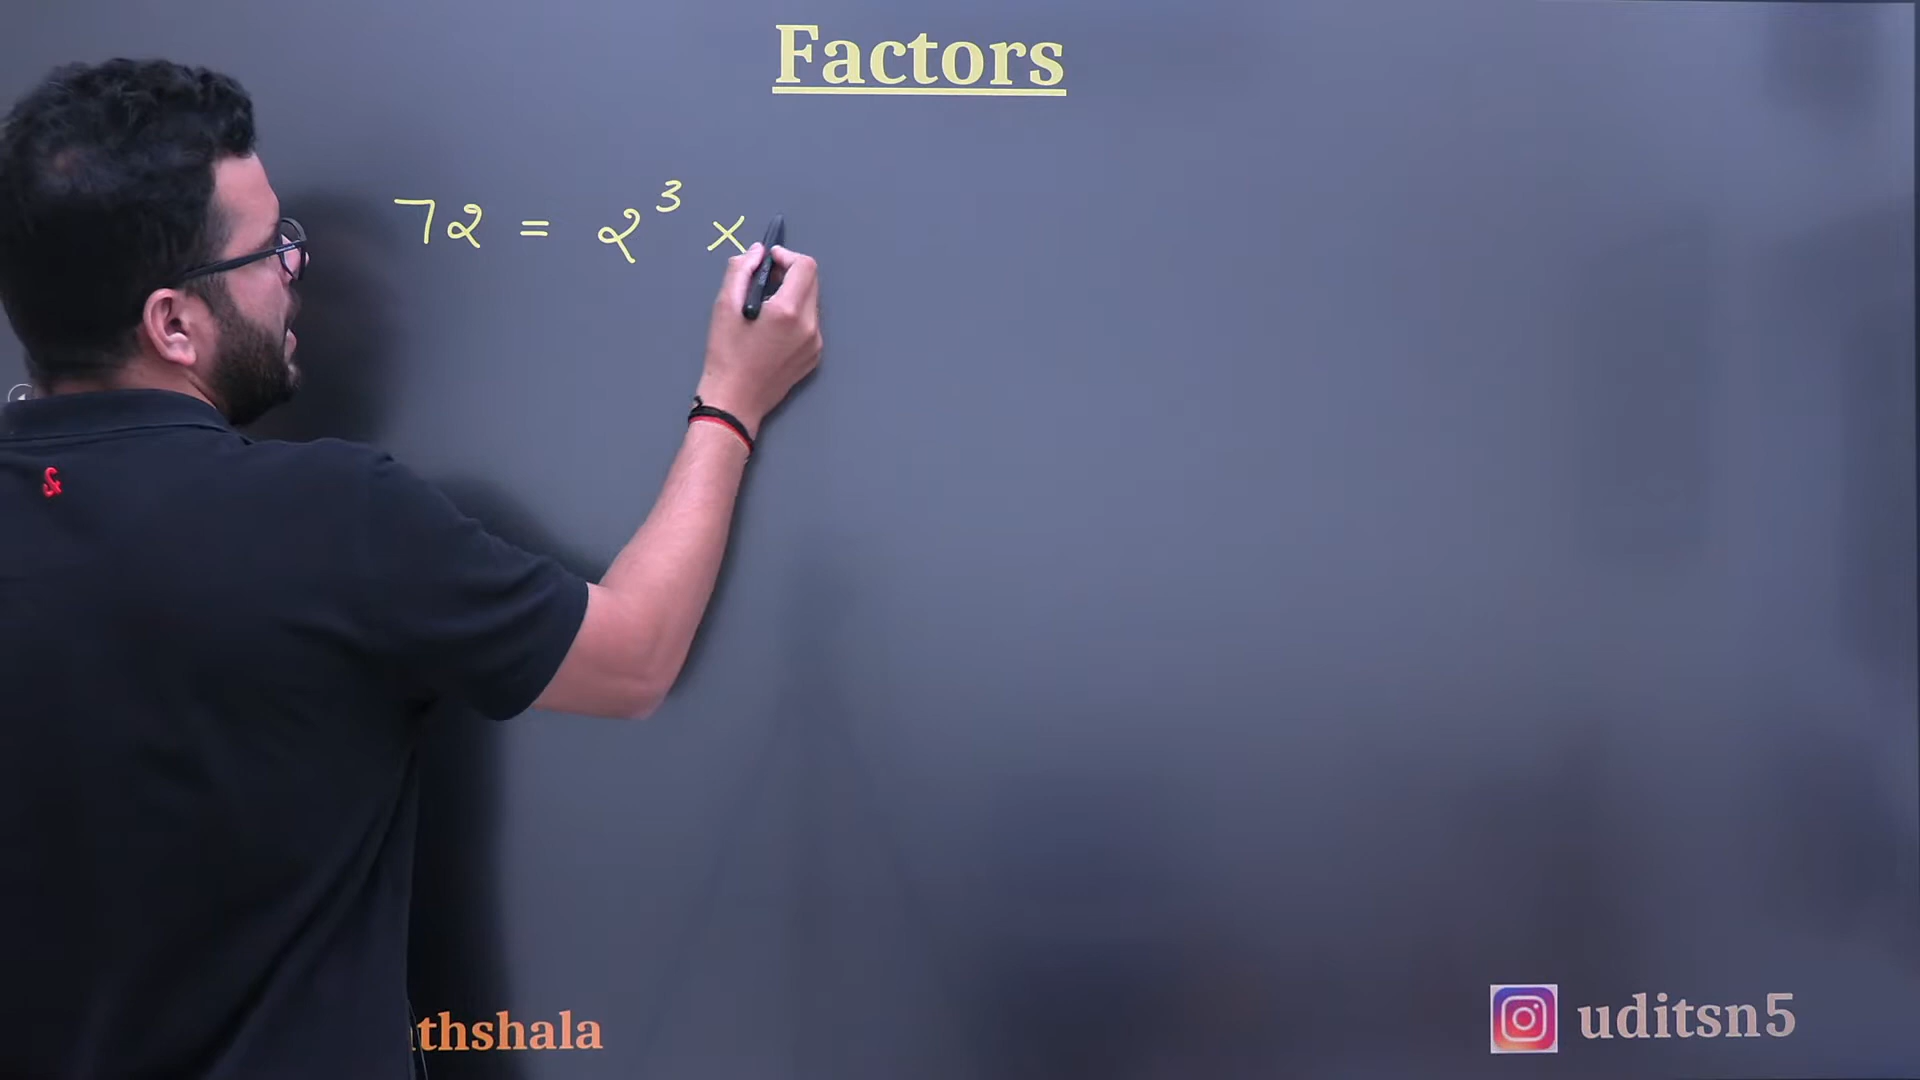 Factors
72 = 2³ ×
thshala
uditsn5